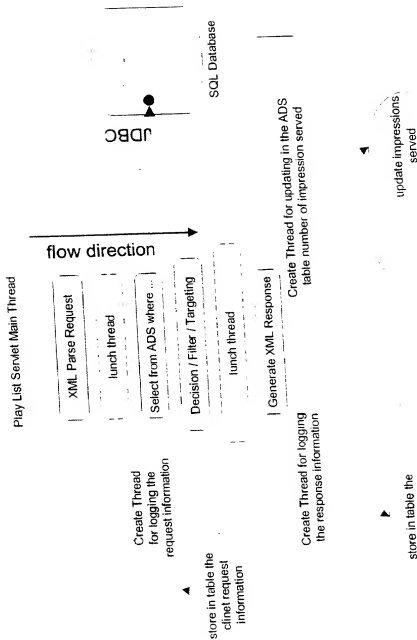 Play List Servlet Main Thread
flow direction
XML Parse Request
lunch thread
Select from ADS where ...
Decision / Filter / Targeting
lunch thread
Generate XML Response
JDBC
SQL Database
Create Thread
for logging the
request information
store in table the
clinet request
information
Create Thread for logging
the response information
store in table the
Create Thread for updating in the ADS
table number of impression served
update impressions
served